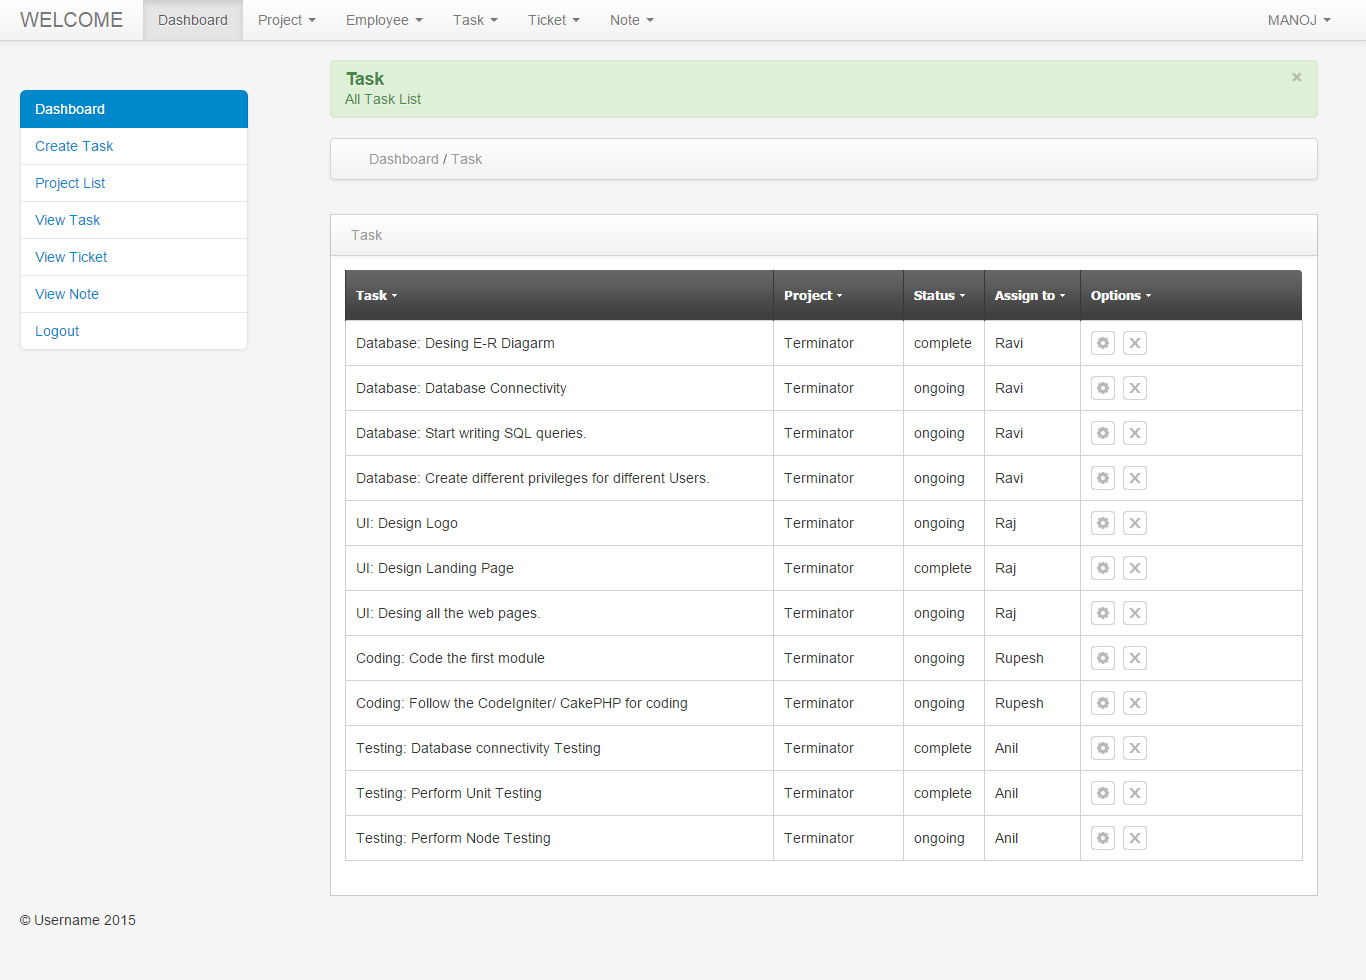 WELCOME Dashboard Project Employee Task Ticket Note MANOJ
Dashboard
Create Task
Project List
View Task
View Ticket
View Note
Logout
Task ×
All Task List
Dashboard / Task
Task
Task Project Status Assign to Options
Database: Desing E-R Diagarm Terminator complete Ravi
Database: Database Connectivity Terminator ongoing Ravi
Database: Start writing SQL queries. Terminator ongoing Ravi
Database: Create different privileges for different Users. Terminator ongoing Ravi
UI: Design Logo Terminator ongoing Raj
UI: Design Landing Page Terminator complete Raj
UI: Desing all the web pages. Terminator ongoing Raj
Coding: Code the first module Terminator ongoing Rupesh
Coding: Follow the CodeIgniter/ CakePHP for coding Terminator ongoing Rupesh
Testing: Database connectivity Testing Terminator complete Anil
Testing: Perform Unit Testing Terminator complete Anil
Testing: Perform Node Testing Terminator ongoing Anil
© Username 2015